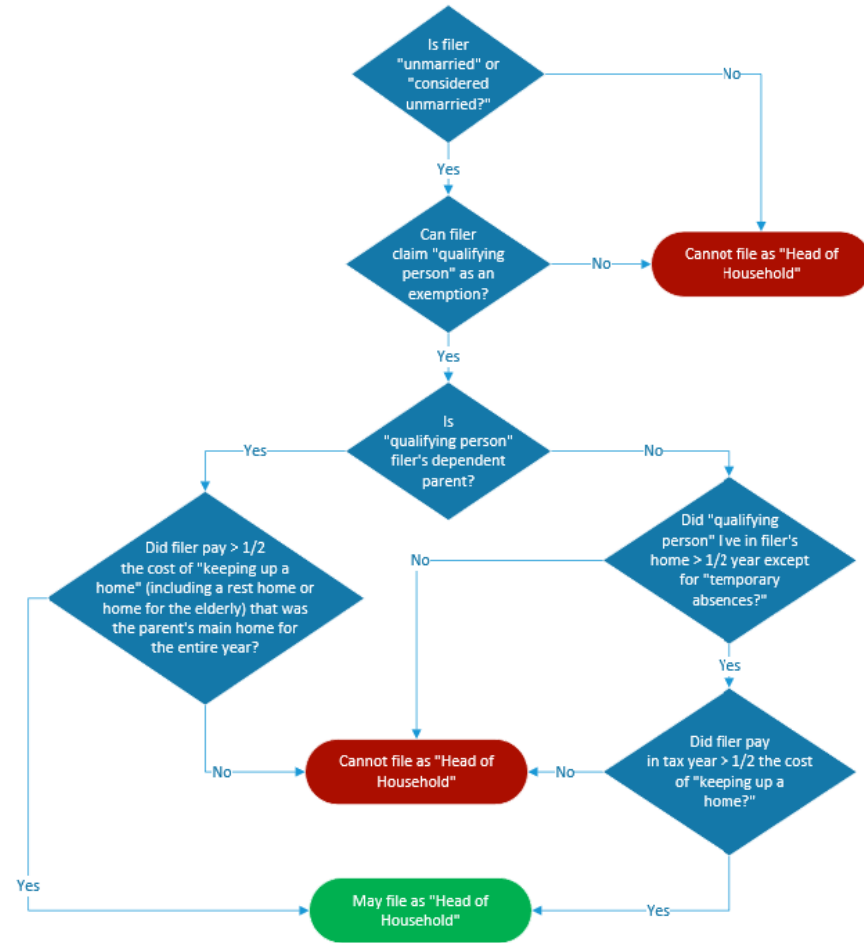 Is filer
"unmarried" or
"considered
unmarried?"
No
Yes
Can filer
claim "qualifying
person" as an
exemption?
No
Cannot file as "Head of
Household"
Yes
Is
"qualifying person"
filer's dependent
parent?
Yes
No
Did filer pay > 1/2
the cost of "keeping up a
home" (including a rest home or
home for the elderly) that was
the parent's main home for
the entire year?
Did "qualifying
person" l ve in filer's
home > 1/2 year except
for "temporary
absences?"
No
Yes
No
Cannot file as "Head of
Household"
No
Did filer pay
in tax year > 1/2 the cost
of "keeping up a
home?"
Yes
May file as "Head of
Household"
Yes